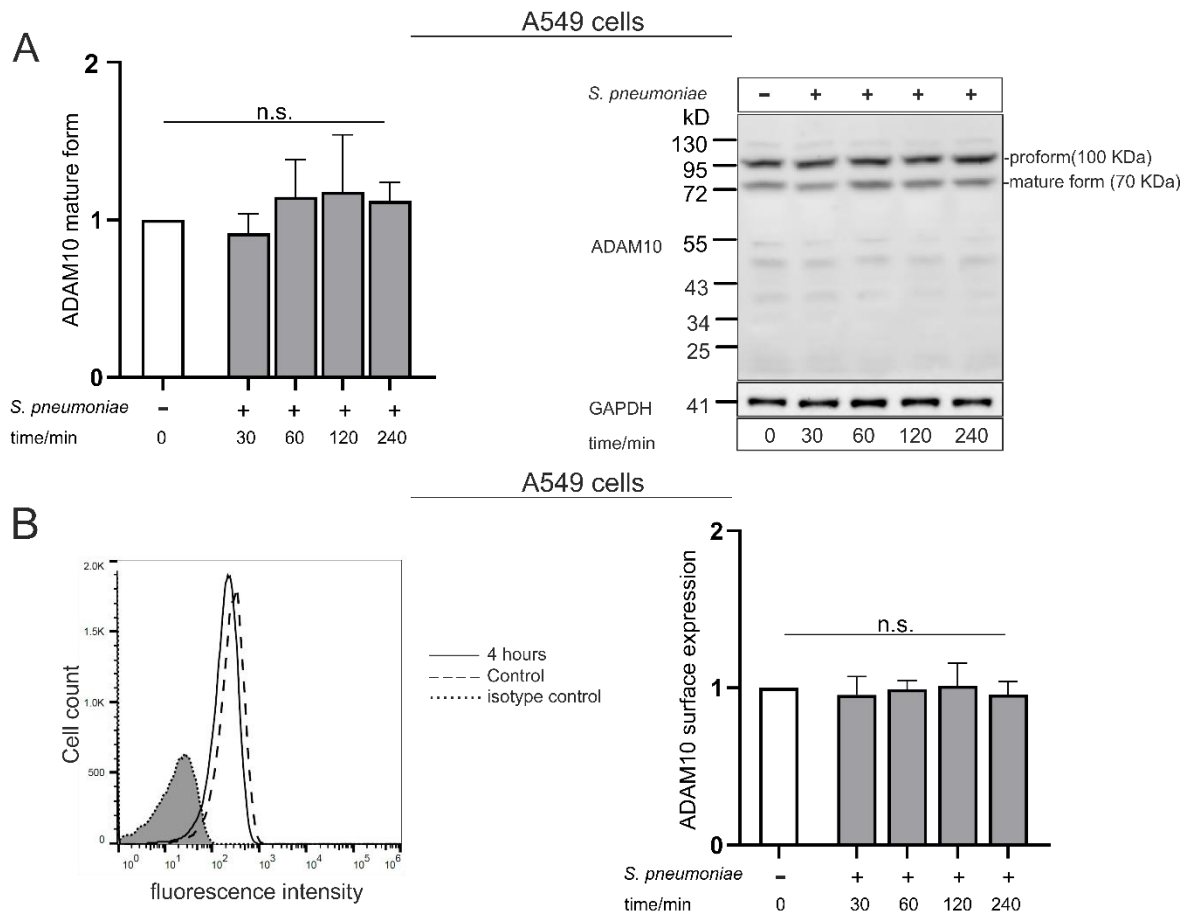 A549 cells
A
2
1
0
ADAM10 mature form
n.s.
S. pneumoniae - + + + +
time/min 0 30 60 120 240
S. pneumoniae - + + + +
kD
130
95
72
55
43
34
25
-proform(100 KDa)
-mature form (70 KDa)
ADAM10
GAPDH 41
time/min 0 30 60 120 240
A549 cells
B
2.0K
1.5K
1.0K
500
0
Cell count
10^0 10^1 10^2 10^3 10^4 10^5 10^6
fluorescence intensity
4 hours
Control
isotype control
2
1
0
ADAM10 surface expression
n.s.
S. pneumoniae - + + + +
time/min 0 30 60 120 240